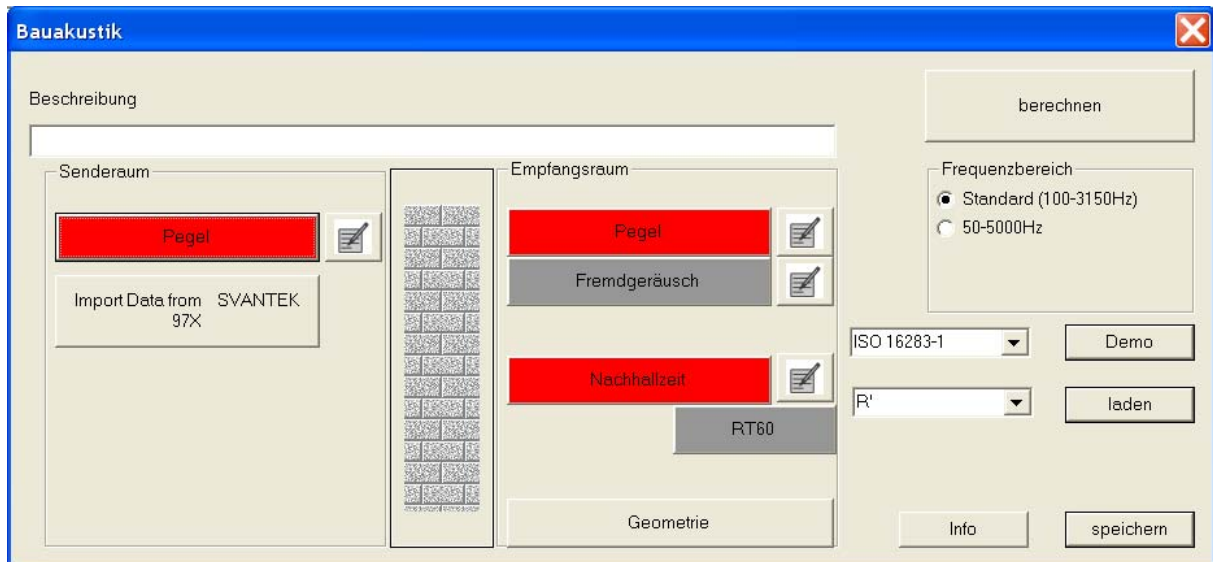 Bauakustik
Beschreibung
berechnen
Senderaum
Pegel
Import Data from SVANTEK
97X
Empfangsraum
Pegel
Fremdgeräusch
Nachhallzeit
RT60
Geometrie
Frequenzbereich
Standard (100-3150Hz)
50-5000Hz
ISO 16283-1
Demo
R'
laden
Info
speichern